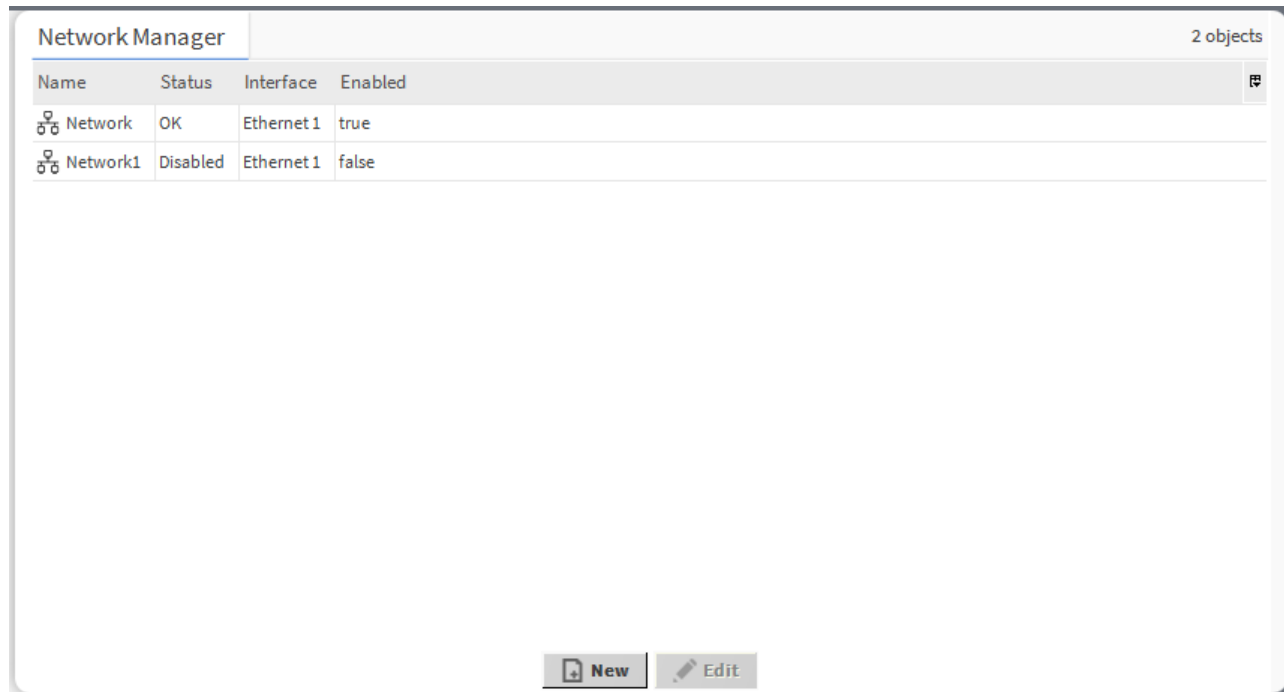 Network Manager 2 objects
Name Status Interface Enabled
Network OK Ethernet 1 true
Network1 Disabled Ethernet 1 false
New Edit